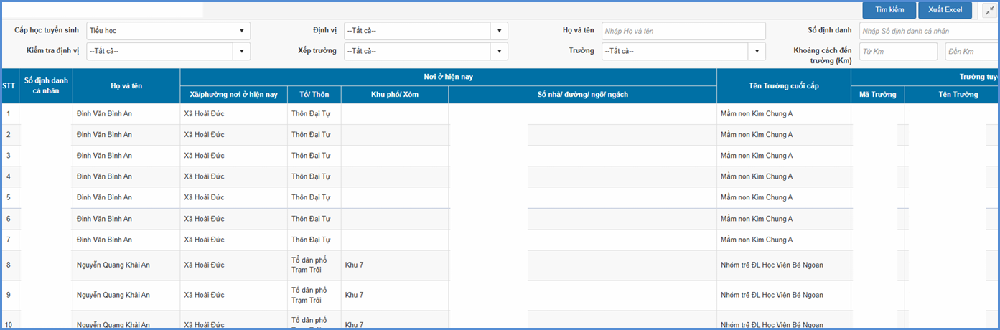 Tìm kiếm Xuất Excel
Cấp học tuyển sinh Tiểu học Định vị --Tất cả-- Họ và tên Nhập Họ và tên Số định danh Nhập Số định danh cá nhân
Kiểm tra định vị --Tất cả-- Xếp trường --Tất cả-- Trường --Tất cả-- Khoảng cách đến trường (Km) Từ Km Đến Km
STT Số định danh cá nhân Họ và tên Nơi ở hiện nay Tên Trường cuối cấp Trường tuy
Xã/phường nơi ở hiện nay Tổ/ Thôn Khu phố/ Xóm Số nhà/ đường/ ngõ/ ngách Mã Trường Tên Trường
1 Đinh Văn Bình An Xã Hoài Đức Thôn Đại Tự Mầm non Kim Chung A
2 Đinh Văn Bình An Xã Hoài Đức Thôn Đại Tự Mầm non Kim Chung A
3 Đinh Văn Bình An Xã Hoài Đức Thôn Đại Tự Mầm non Kim Chung A
4 Đinh Văn Bình An Xã Hoài Đức Thôn Đại Tự Mầm non Kim Chung A
5 Đinh Văn Bình An Xã Hoài Đức Thôn Đại Tự Mầm non Kim Chung A
6 Đinh Văn Bình An Xã Hoài Đức Thôn Đại Tự Mầm non Kim Chung A
7 Đinh Văn Bình An Xã Hoài Đức Thôn Đại Tự Mầm non Kim Chung A
8 Nguyễn Quang Khải An Xã Hoài Đức Tổ dân phố Trạm Trôi Khu 7 Nhóm trẻ ĐL Học Viện Bé Ngoan
9 Nguyễn Quang Khải An Xã Hoài Đức Tổ dân phố Trạm Trôi Khu 7 Nhóm trẻ ĐL Học Viện Bé Ngoan
10 Nguyễn Quang Khải An Xã Hoài Đức Tổ dân phố Trạm Trôi Khu 7 Nhóm trẻ ĐL Học Viện Bé Ngoan